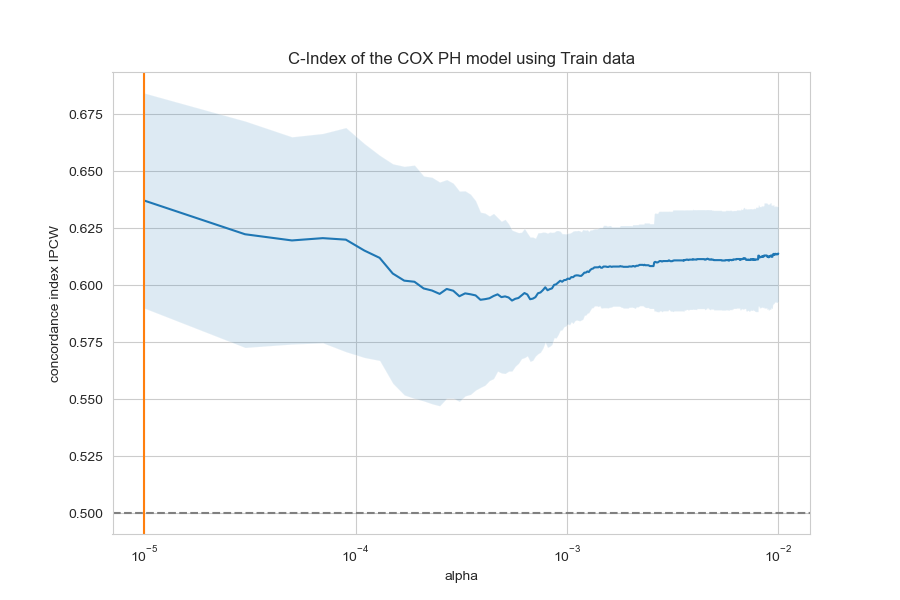 C-Index of the COX PH model using Train data
concordance index IPCW
0.675
0.650
0.625
0.600
0.575
0.550
0.525
0.500
10⁻⁵ 10⁻⁴ 10⁻³ 10⁻²
alpha